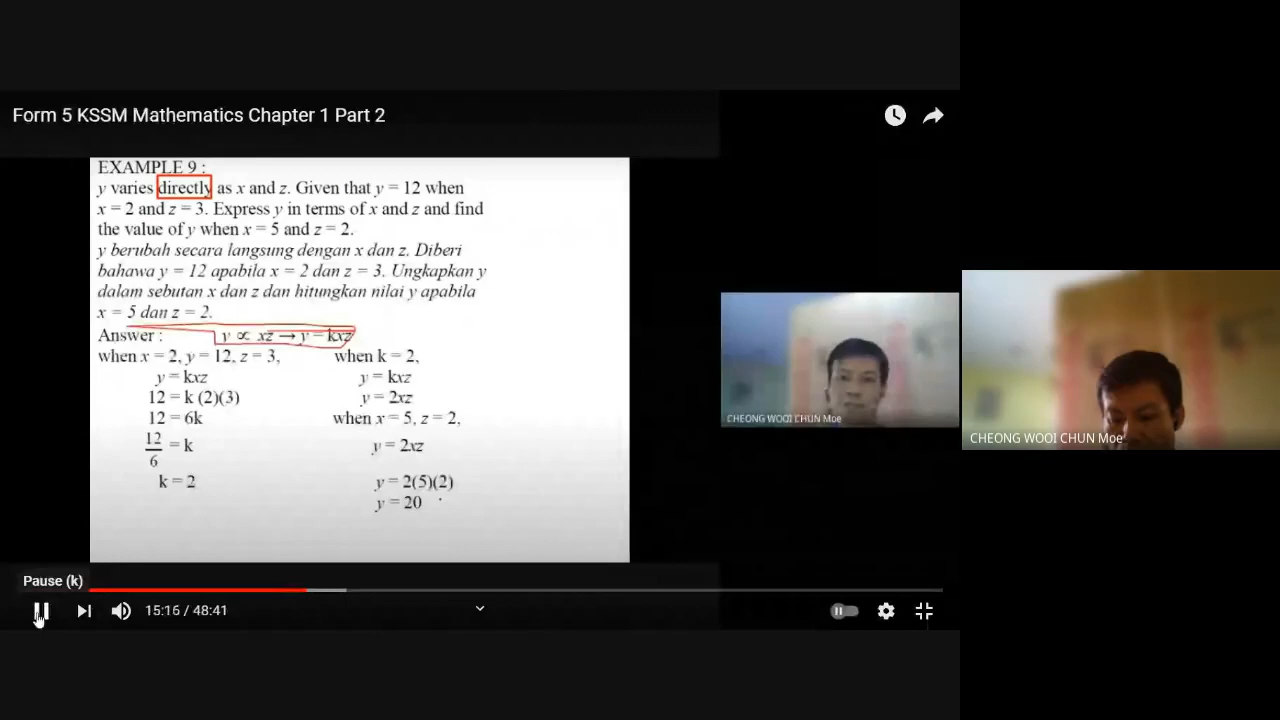 Form 5 KSSM Mathematics Chapter 1 Part 2
EXAMPLE 9 :
y varies directly as x and z. Given that y = 12 when
x = 2 and z = 3. Express y in terms of x and z and find
the value of y when x = 5 and z = 2.
y berubah secara langsung dengan x dan z. Diberi
bahawa y = 12 apabila x = 2 dan z = 3. Ungkapkan y
dalam sebutan x dan z dan hitungkan nilai y apabila
x = 5 dan z = 2.
Answer : y ∝ xz → y = kxz
when x = 2, y = 12, z = 3,
y = kxz
12 = k (2)(3)
12 = 6k
12/6 = k
k = 2
when k = 2,
y = kxz
y = 2xz
when x = 5, z = 2,
y = 2xz
y = 2(5)(2)
y = 20
CHEONG WOOI CHUN Moe
CHEONG WOOI CHUN Moe
Pause (k)
15:16 / 48:41